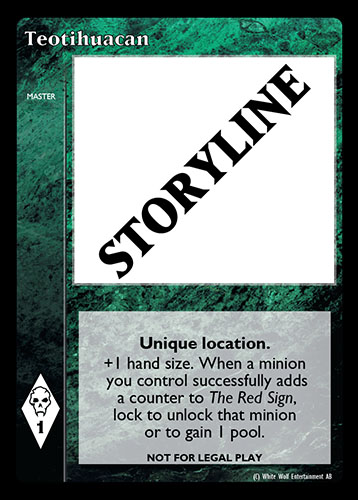 Teotihuacan
MASTER
STORYLINE
Unique location.
+1 hand size. When a minion
you control successfully adds
a counter to The Red Sign,
lock to unlock that minion
or to gain 1 pool.
NOT FOR LEGAL PLAY
1
(C) White Wolf Entertainment AB